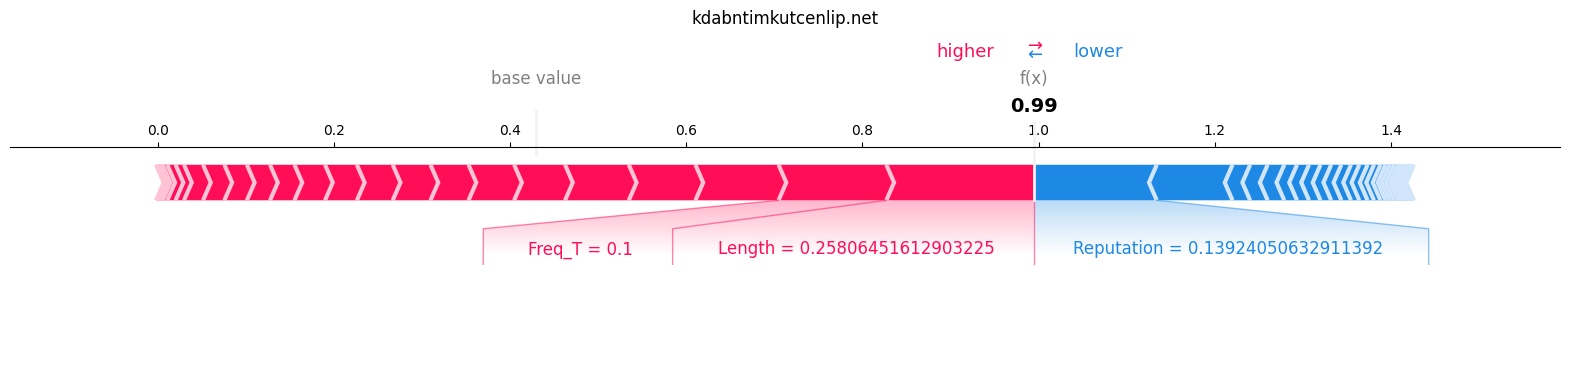 kdabntimkutcenlip.net
higher → ← lower
base value f(x)
0.99
0.0 0.2 0.4 0.6 0.8 1.0 1.2 1.4
Freq_T = 0.1 Length = 0.25806451612903225 Reputation = 0.13924050632911392